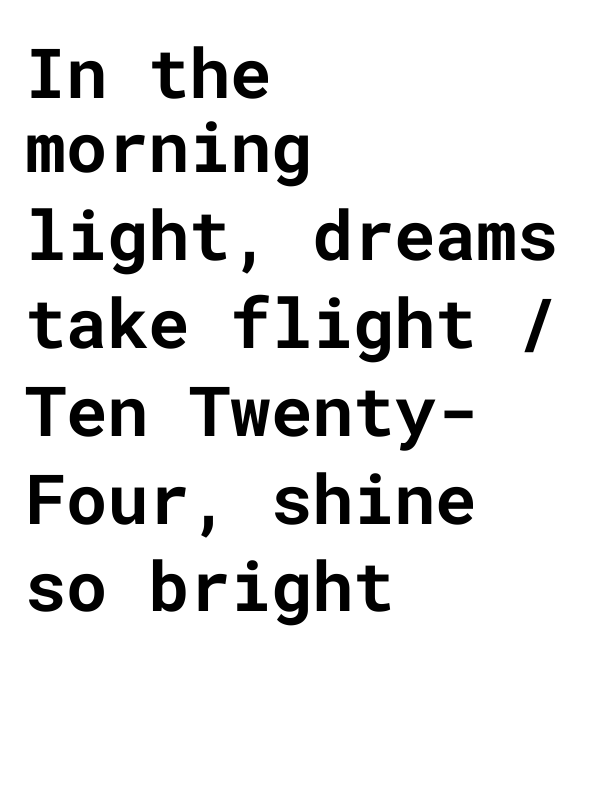 In the
morning
light, dreams
take flight /
Ten Twenty-
Four, shine
so bright